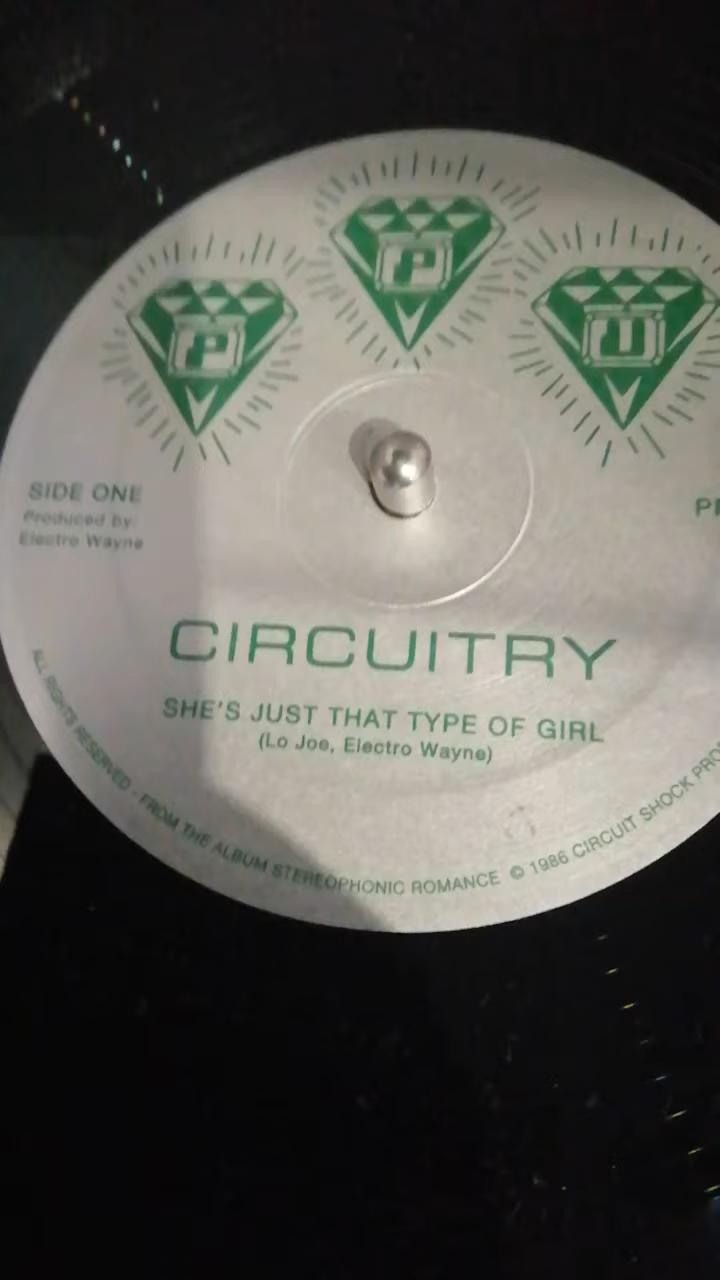 P
P
U
SIDE ONE
Produced by:
Electro Wayne
CIRCUITRY
SHE'S JUST THAT TYPE OF GIRL
(Lo Joe, Electro Wayne)
ALL RIGHTS RESERVED - FROM THE ALBUM STEREOPHONIC ROMANCE © 1986 CIRCUIT SHOCK